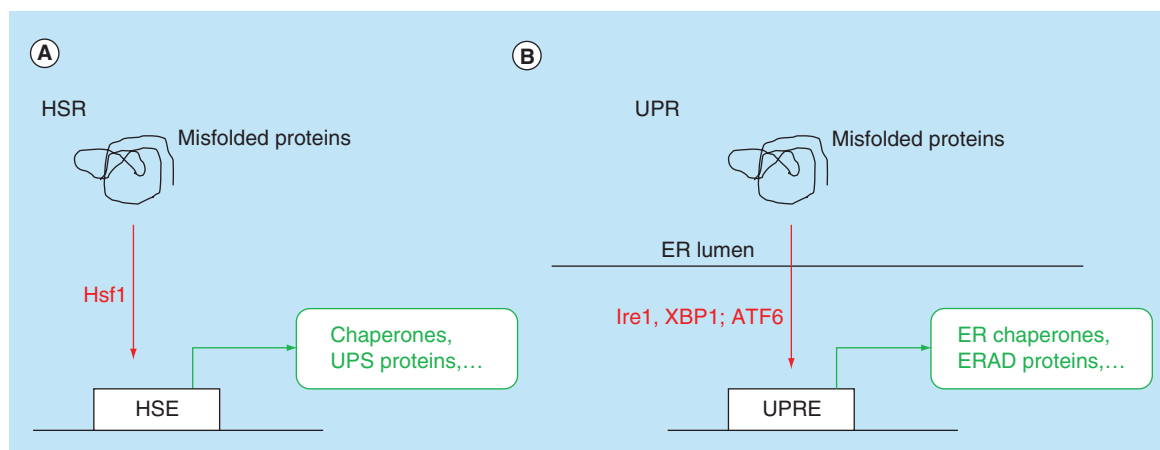 A
HSR
Misfolded proteins
Hsf1
Chaperones,
UPS proteins,...
HSE
B
UPR
Misfolded proteins
ER lumen
Ire1, XBP1; ATF6
ER chaperones,
ERAD proteins,...
UPRE